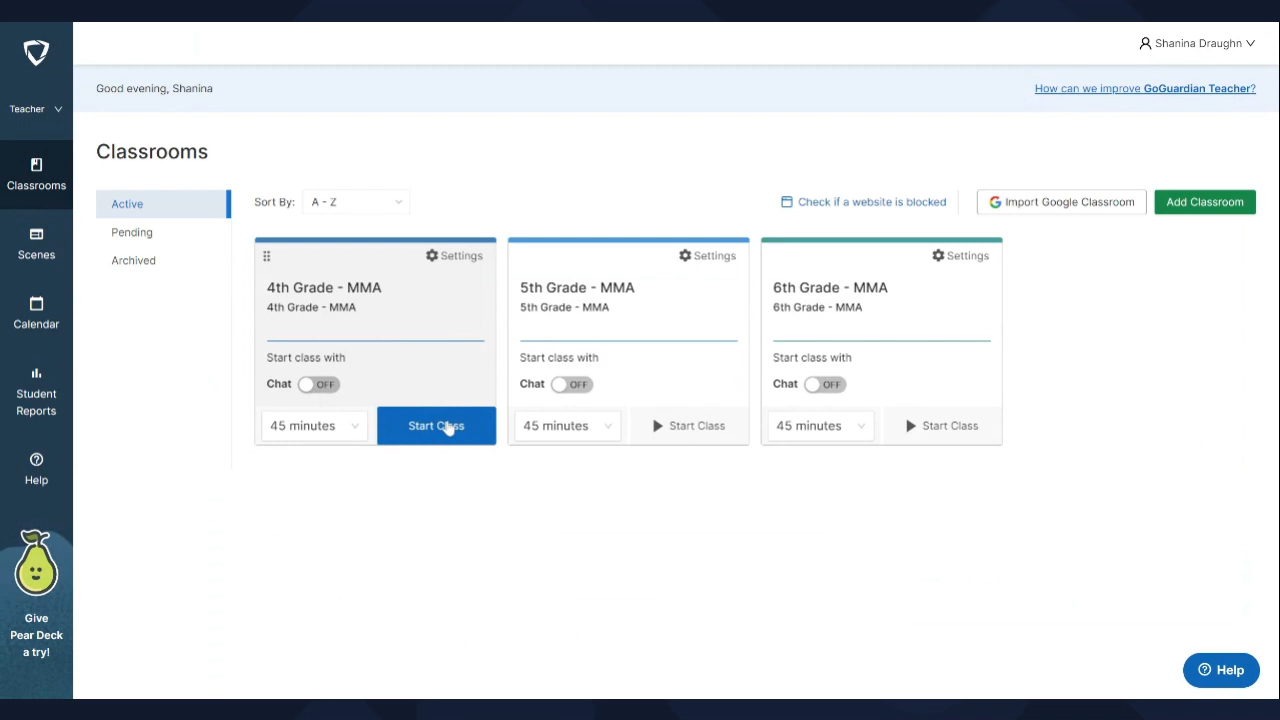 Shanina Draughn
Teacher
Good evening, Shanina
How can we improve GoGuardian Teacher?
Classrooms
Scenes
Calendar
Student
Reports
Help
Give
Pear Deck
a try!
Classrooms
Active
Pending
Archived
Sort By: A - Z
Check if a website is blocked
Import Google Classroom
Add Classroom
Settings
4th Grade - MMA
4th Grade - MMA
Start class with
Chat OFF
45 minutes
Start Class
Settings
5th Grade - MMA
5th Grade - MMA
Start class with
Chat OFF
45 minutes
Start Class
Settings
6th Grade - MMA
6th Grade - MMA
Start class with
Chat OFF
45 minutes
Start Class
Help